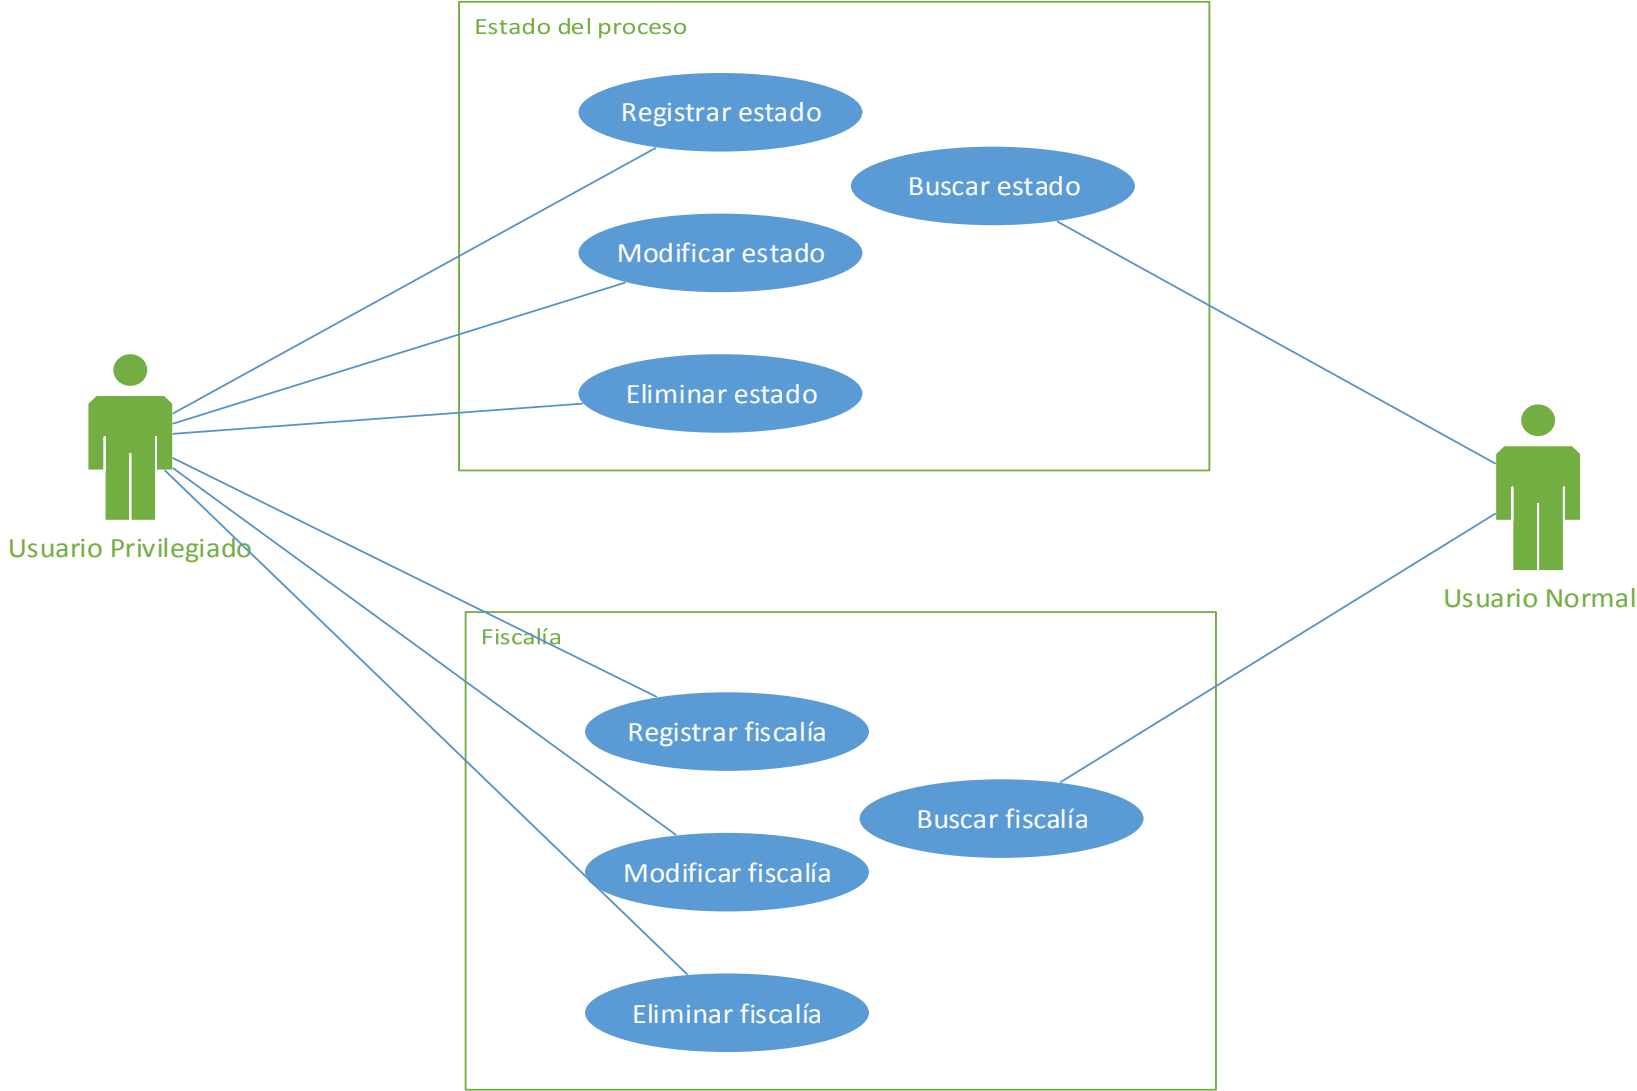 Estado del proceso
Registrar estado
Buscar estado
Modificar estado
Eliminar estado
Usuario Privilegiado
Usuario Normal
Fiscalía
Registrar fiscalía
Buscar fiscalía
Modificar fiscalía
Eliminar fiscalía